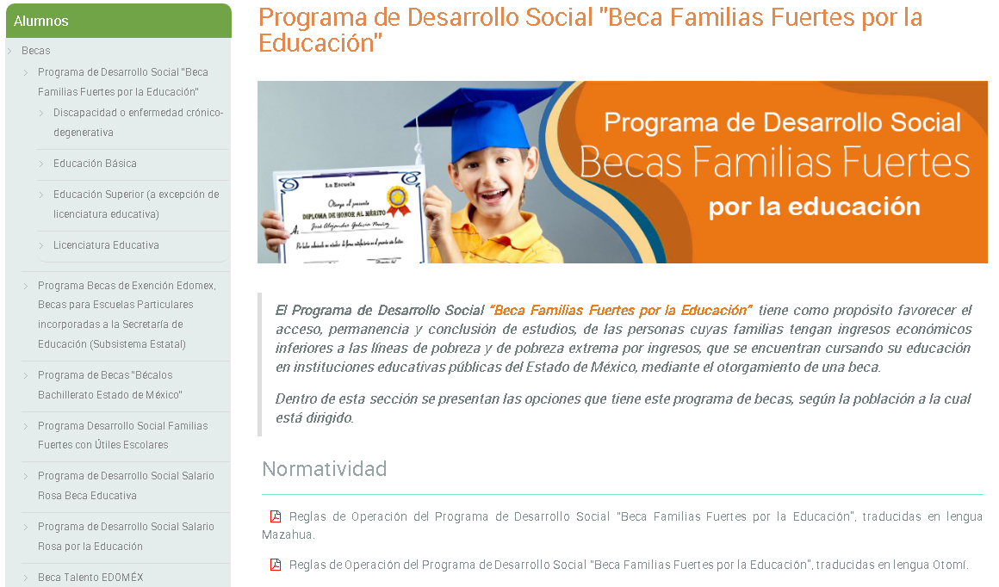 Alumnos
Becas
Programa de Desarrollo Social "Beca
Familias Fuertes por la Educación"
Discapacidad o enfermedad crónico-
degenerativa
Educación Básica
Educación Superior (a excepción de
licenciatura educativa)
Licenciatura Educativa
Programa Becas de Exención Edomex,
Becas para Escuelas Particulares
incorporadas a la Secretaría de
Educación (Subsistema Estatal)
Programa de Becas "Bécalos
Bachillerato Estado de México"
Programa Desarrollo Social Familias
Fuertes con Útiles Escolares
Programa de Desarrollo Social Salario
Rosa Beca Educativa
Programa de Desarrollo Social Salario
Rosa por la Educación
Beca Talento EDOMÉX
Programa de Desarrollo Social "Beca Familias Fuertes por la
Educación"
La Escuela
Otorga el presente
DIPLOMA DE HONOR AL MÉRITO
A: José Alejandro Galicia
Programa de Desarrollo Social
Becas Familias Fuertes
por la educación
El Programa de Desarrollo Social “Beca Familias Fuertes por la Educación” tiene como propósito favorecer el
acceso, permanencia y conclusión de estudios, de las personas cuyas familias tengan ingresos económicos
inferiores a las líneas de pobreza y de pobreza extrema por ingresos, que se encuentran cursando su educación
en instituciones educativas públicas del Estado de México, mediante el otorgamiento de una beca.
Dentro de esta sección se presentan las opciones que tiene este programa de becas, según la población a la cual
está dirigido.
Normatividad
Reglas de Operación del Programa de Desarrollo Social “Beca Familias Fuertes por la Educación”, traducidas en lengua
Mazahua.
Reglas de Operación del Programa de Desarrollo Social “Beca Familias Fuertes por la Educación”, traducidas en lengua Otomí.